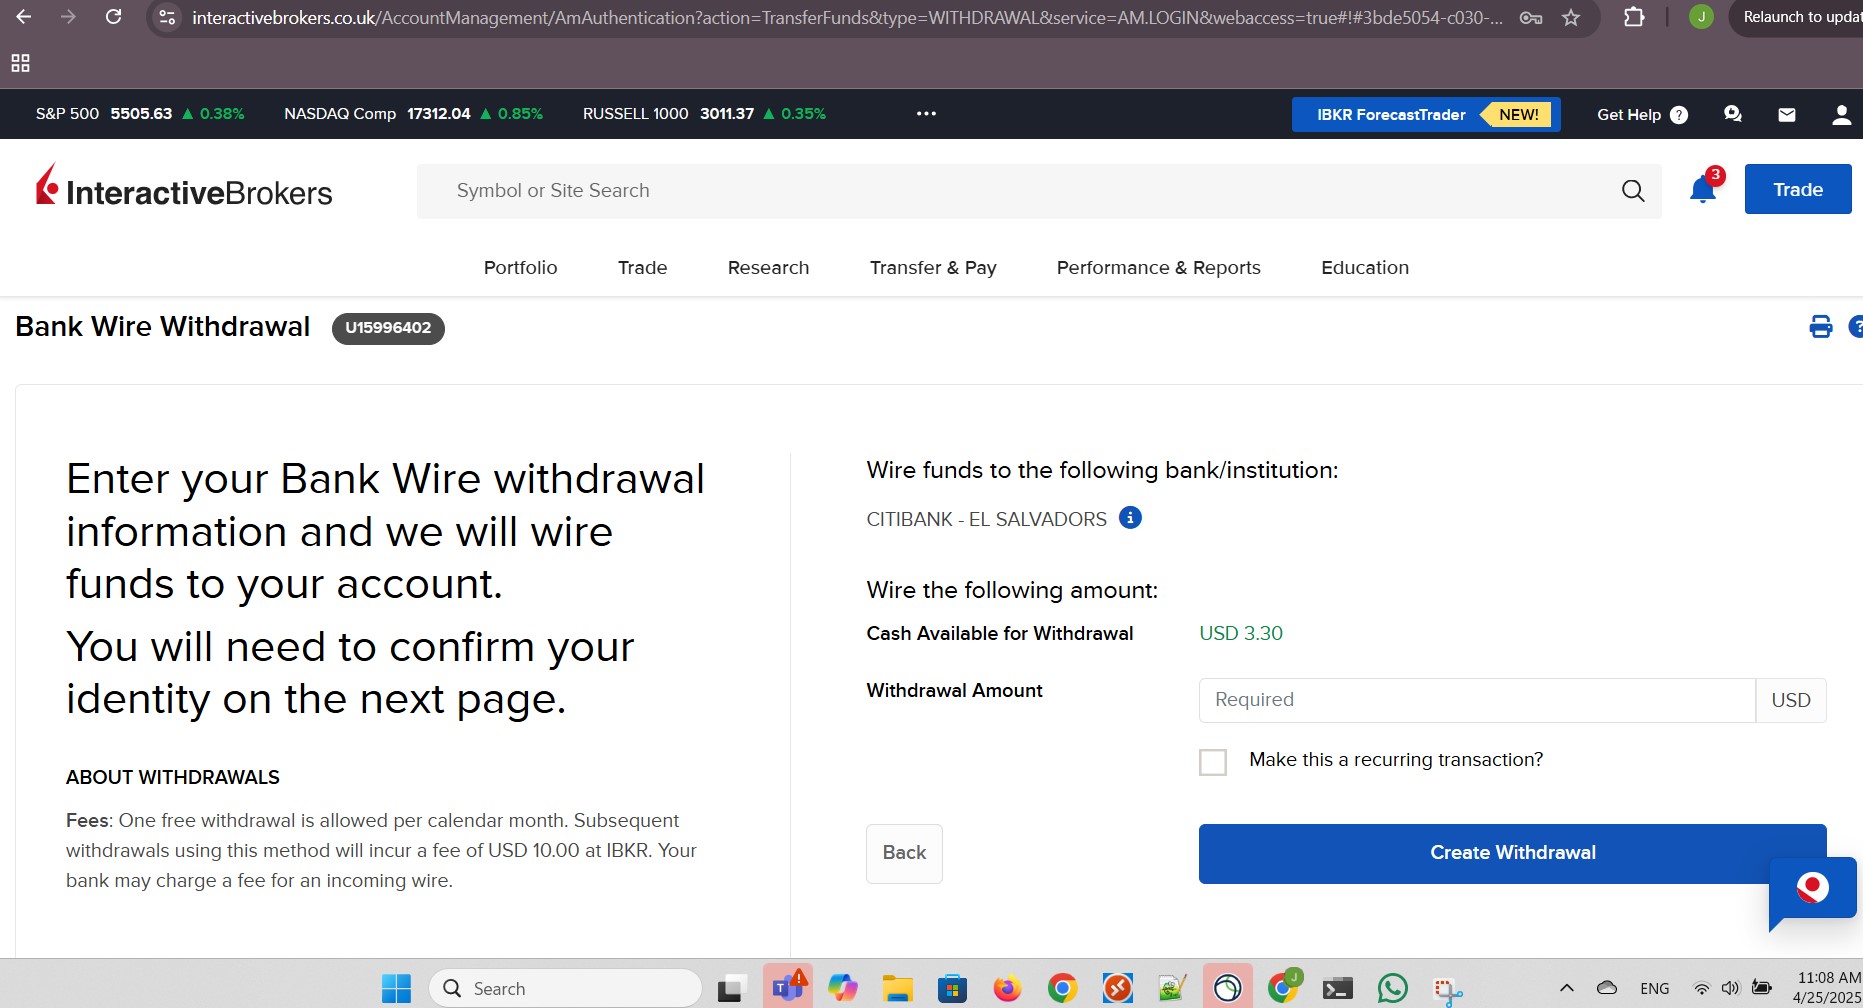 interactivebrokers.co.uk/AccountManagement/AmAuthentication?action=TransferFunds&type=WITHDRAWAL&service=AM.LOGIN&webaccess=true#!#3bde5054-c030-...
J
Relaunch to updat
S&P 500 5505.63 ▲ 0.38% NASDAQ Comp 17312.04 ▲ 0.85% RUSSELL 1000 3011.37 ▲ 0.35% ••• IBKR ForecastTrader NEW! Get Help ?
InteractiveBrokers Symbol or Site Search 3 Trade
Portfolio Trade Research Transfer & Pay Performance & Reports Education
Bank Wire Withdrawal U15996402 ?
Enter your Bank Wire withdrawal
information and we will wire
funds to your account.
You will need to confirm your
identity on the next page.
ABOUT WITHDRAWALS
Fees: One free withdrawal is allowed per calendar month. Subsequent
withdrawals using this method will incur a fee of USD 10.00 at IBKR. Your
bank may charge a fee for an incoming wire.
Wire funds to the following bank/institution:
CITIBANK - EL SALVADORS i
Wire the following amount:
Cash Available for Withdrawal USD 3.30
Withdrawal Amount Required USD
Make this a recurring transaction?
Back Create Withdrawal
Search T J ENG 11:08 AM
4/25/2025